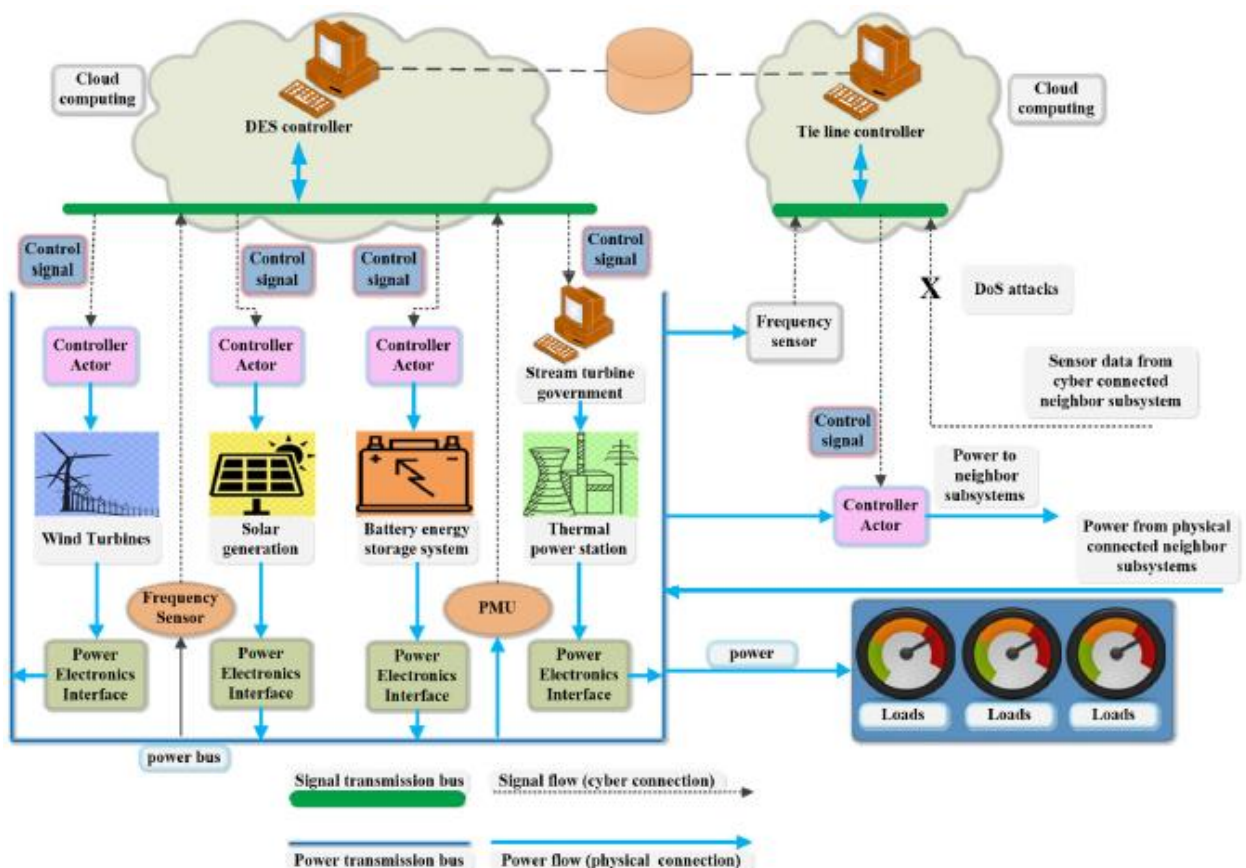 Cloud
computing
DES controller
Tie line controller
Cloud
computing
Control
signal
Control
signal
Control
signal
Control
signal
X
DoS attacks
Controller
Actor
Controller
Actor
Controller
Actor
Stream turbine
government
Frequency
sensor
Sensor data from
cyber connected
neighbor subsystem
Control
signal
Wind Turbines
Solar
generation
Battery energy
storage system
Thermal
power station
Controller
Actor
Power to
neighbor
subsystems
Power from physical
connected neighbor
subsystems
Frequency
Sensor
PMU
Power
Electronics
Interface
Power
Electronics
Interface
Power
Electronics
Interface
Power
Electronics
Interface
power
Loads
Loads
Loads
power bus
Signal transmission bus
Signal flow (cyber connection)
Power transmission bus
Power flow (physical connection)